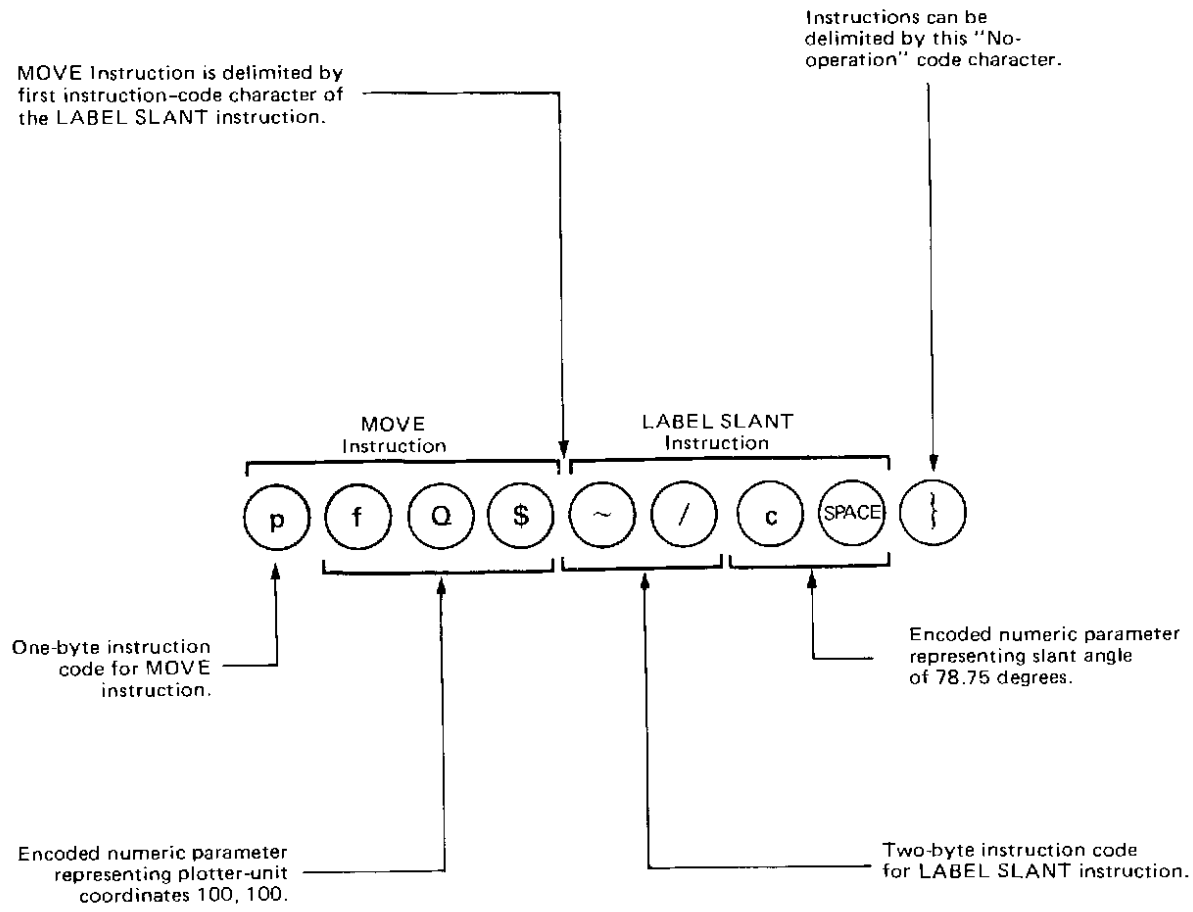 Instructions can be
delimited by this "No-
operation" code character.
MOVE Instruction is delimited by
first instruction-code character of
the LABEL SLANT instruction.
MOVE
Instruction
LABEL SLANT
Instruction
p f Q $ ~ / c SPACE }
One-byte instruction
code for MOVE
instruction.
Encoded numeric parameter
representing slant angle
of 78.75 degrees.
Encoded numeric parameter
representing plotter-unit
coordinates 100, 100.
Two-byte instruction code
for LABEL SLANT instruction.